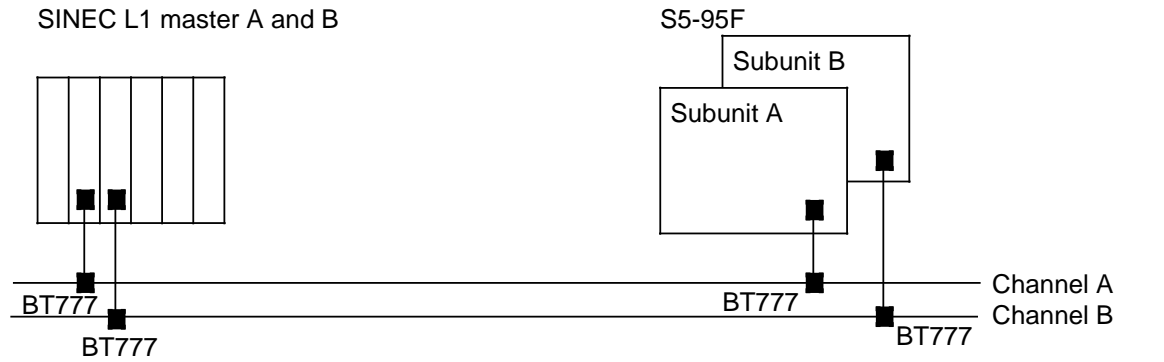 SINEC L1 master A and B
S5-95F
Subunit B
Subunit A
Channel A
BT777
BT777
Channel B
BT777
BT777